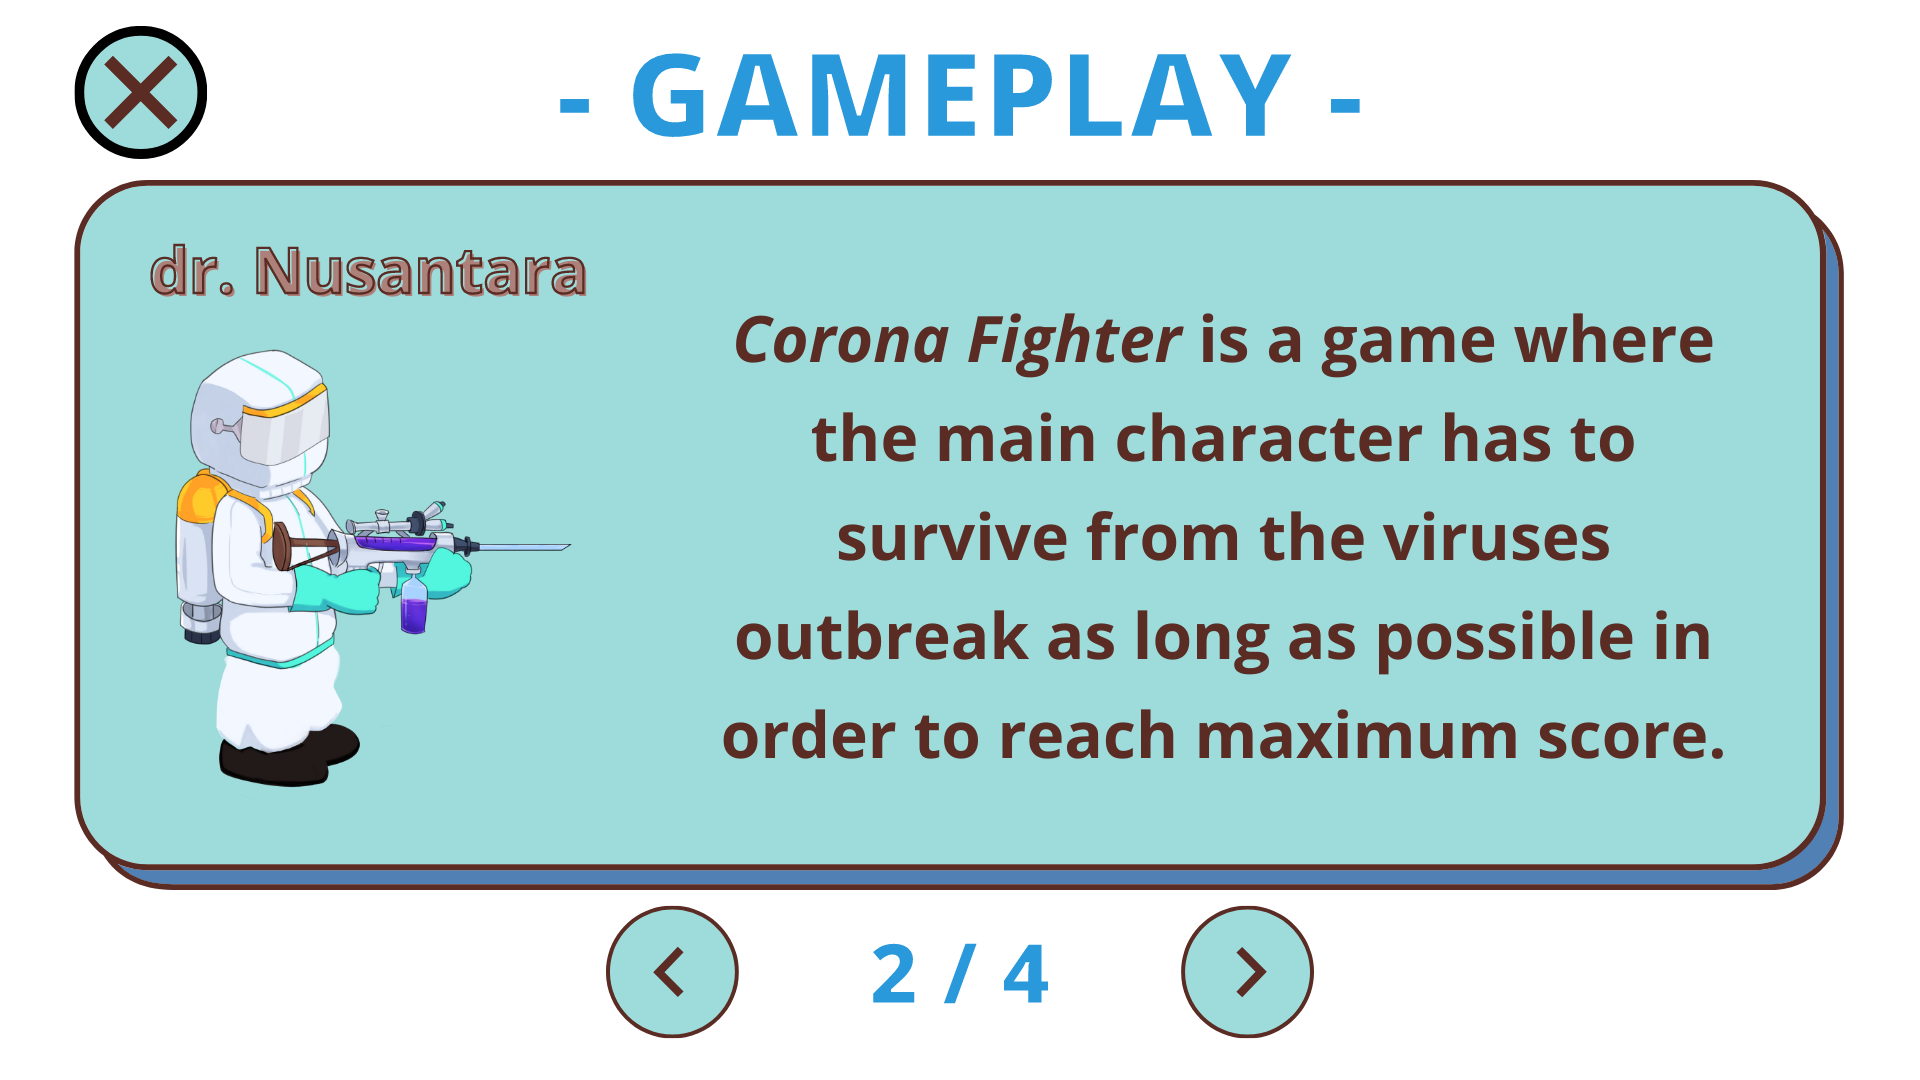 - GAMEPLAY -
dr. Nusantara
Corona Fighter is a game where
the main character has to
survive from the viruses
outbreak as long as possible in
order to reach maximum score.
2 / 4